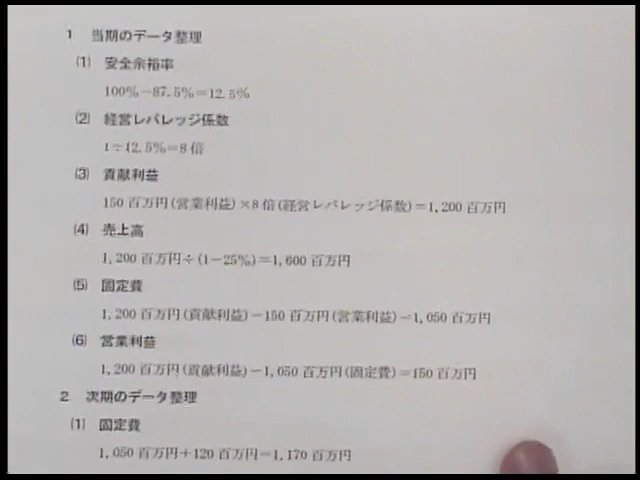 1 当期のデータ整理
(1) 安全余裕率
100%-87.5%=12.5%
(2) 経営レバレッジ係数
1÷12.5%=8倍
(3) 貢献利益
150百万円(営業利益)×8倍(経営レバレッジ係数)=1,200百万円
(4) 売上高
1,200百万円÷(1-25%)=1,600百万円
(5) 固定費
1,200百万円(貢献利益)-150百万円(営業利益)=1,050百万円
(6) 営業利益
1,200百万円(貢献利益)-1,050百万円(固定費)=150百万円
2 次期のデータ整理
(1) 固定費
1,050百万円+120百万円=1,170百万円